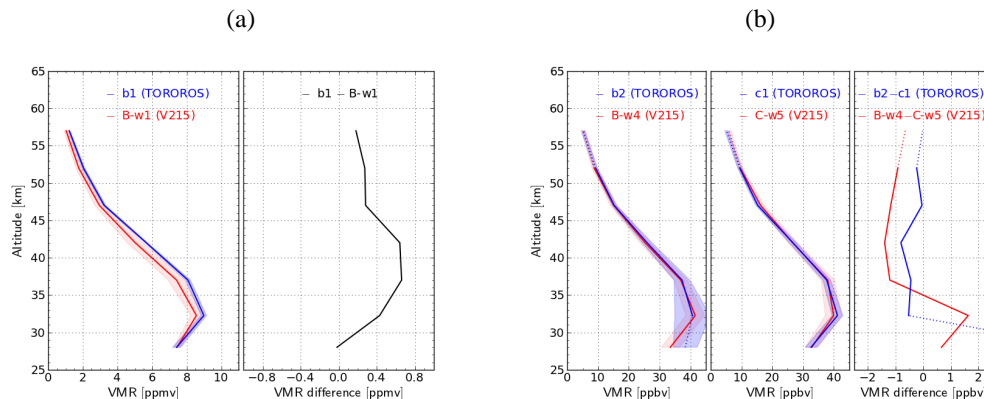 (a)
(b)
65
60
55
50
45
40
35
30
25
Altitude [km]
b1 (TOROROS)
B-w1 (V215)
0 2 4 6 8 10
VMR [ppmv]
b1 − B-w1
−0.8 −0.4 0.0 0.4 0.8
VMR difference [ppmv]
65
60
55
50
45
40
35
30
25
Altitude [km]
b2 (TOROROS)
B-w4 (V215)
0 10 20 30 40
VMR [ppbv]
c1 (TOROROS)
C-w5 (V215)
0 10 20 30 40
VMR [ppbv]
b2−c1 (TOROROS)
B-w4−C-w5 (V215)
−2 −1 0 1 2
VMR difference [ppbv]